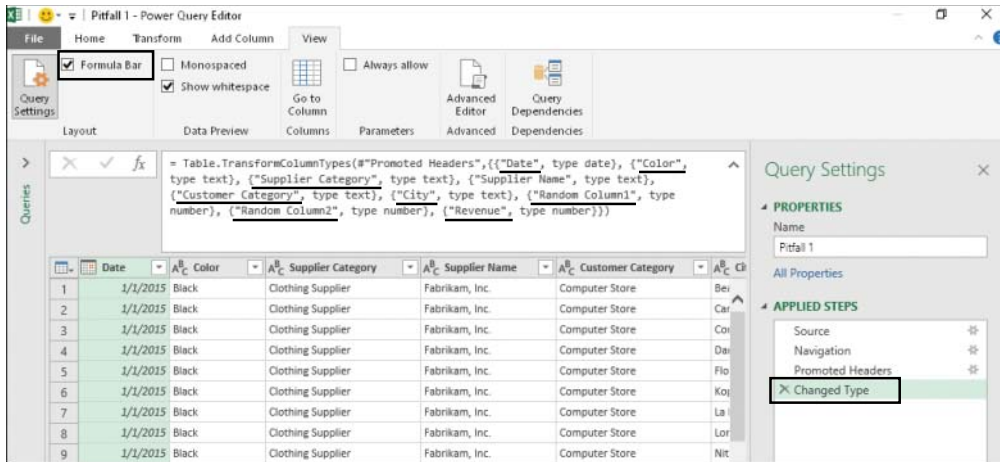 Pitfall 1 - Power Query Editor
File Home Transform Add Column View
Formula Bar
Monospaced
Show whitespace
Always allow
Query Settings
Go to Column
Advanced Editor
Query Dependencies
Layout Data Preview Columns Parameters Advanced Dependencies
Queries
fx
= Table.TransformColumnTypes(#"Promoted Headers",{{"Date", type date}, {"Color",
type text}, {"Supplier Category", type text}, {"Supplier Name", type text},
{"Customer Category", type text}, {"City", type text}, {"Random Column1", type
number}, {"Random Column2", type number}, {"Revenue", type number}})
Date ABC Color ABC Supplier Category ABC Supplier Name ABC Customer Category ABC Ci
1 1/1/2015 Black Clothing Supplier Fabrikam, Inc. Computer Store
2 1/1/2015 Black Clothing Supplier Fabrikam, Inc. Computer Store
3 1/1/2015 Black Clothing Supplier Fabrikam, Inc. Computer Store
4 1/1/2015 Black Clothing Supplier Fabrikam, Inc. Computer Store
5 1/1/2015 Black Clothing Supplier Fabrikam, Inc. Computer Store Flo
6 1/1/2015 Black Clothing Supplier Fabrikam, Inc. Computer Store
7 1/1/2015 Black Clothing Supplier Fabrikam, Inc. Computer Store La
8 1/1/2015 Black Clothing Supplier Fabrikam, Inc. Computer Store Lor
9 1/1/2015 Black Clothing Supplier Fabrikam, Inc. Computer Store Nit
Query Settings
PROPERTIES
Name
Pitfall 1
All Properties
APPLIED STEPS
Source
Navigation
Promoted Headers
Changed Type